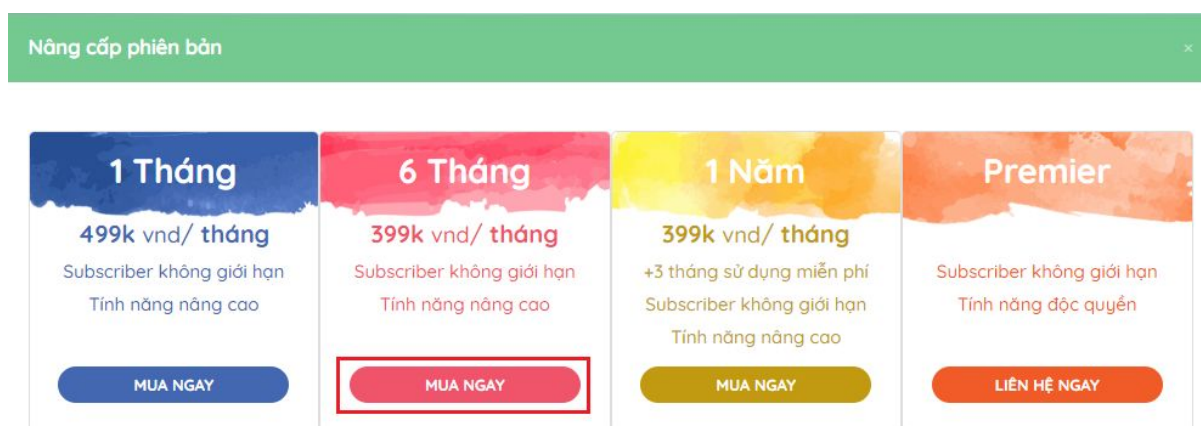 Nâng cấp phiên bản
×
1 Tháng
499k vnd/ tháng
Subscriber không giới hạn
Tính năng nâng cao
MUA NGAY
6 Tháng
399k vnd/ tháng
Subscriber không giới hạn
Tính năng nâng cao
MUA NGAY
1 Năm
399k vnd/ tháng
+3 tháng sử dụng miễn phí
Subscriber không giới hạn
Tính năng nâng cao
MUA NGAY
Premier
Subscriber không giới hạn
Tính năng độc quyền
LIÊN HỆ NGAY